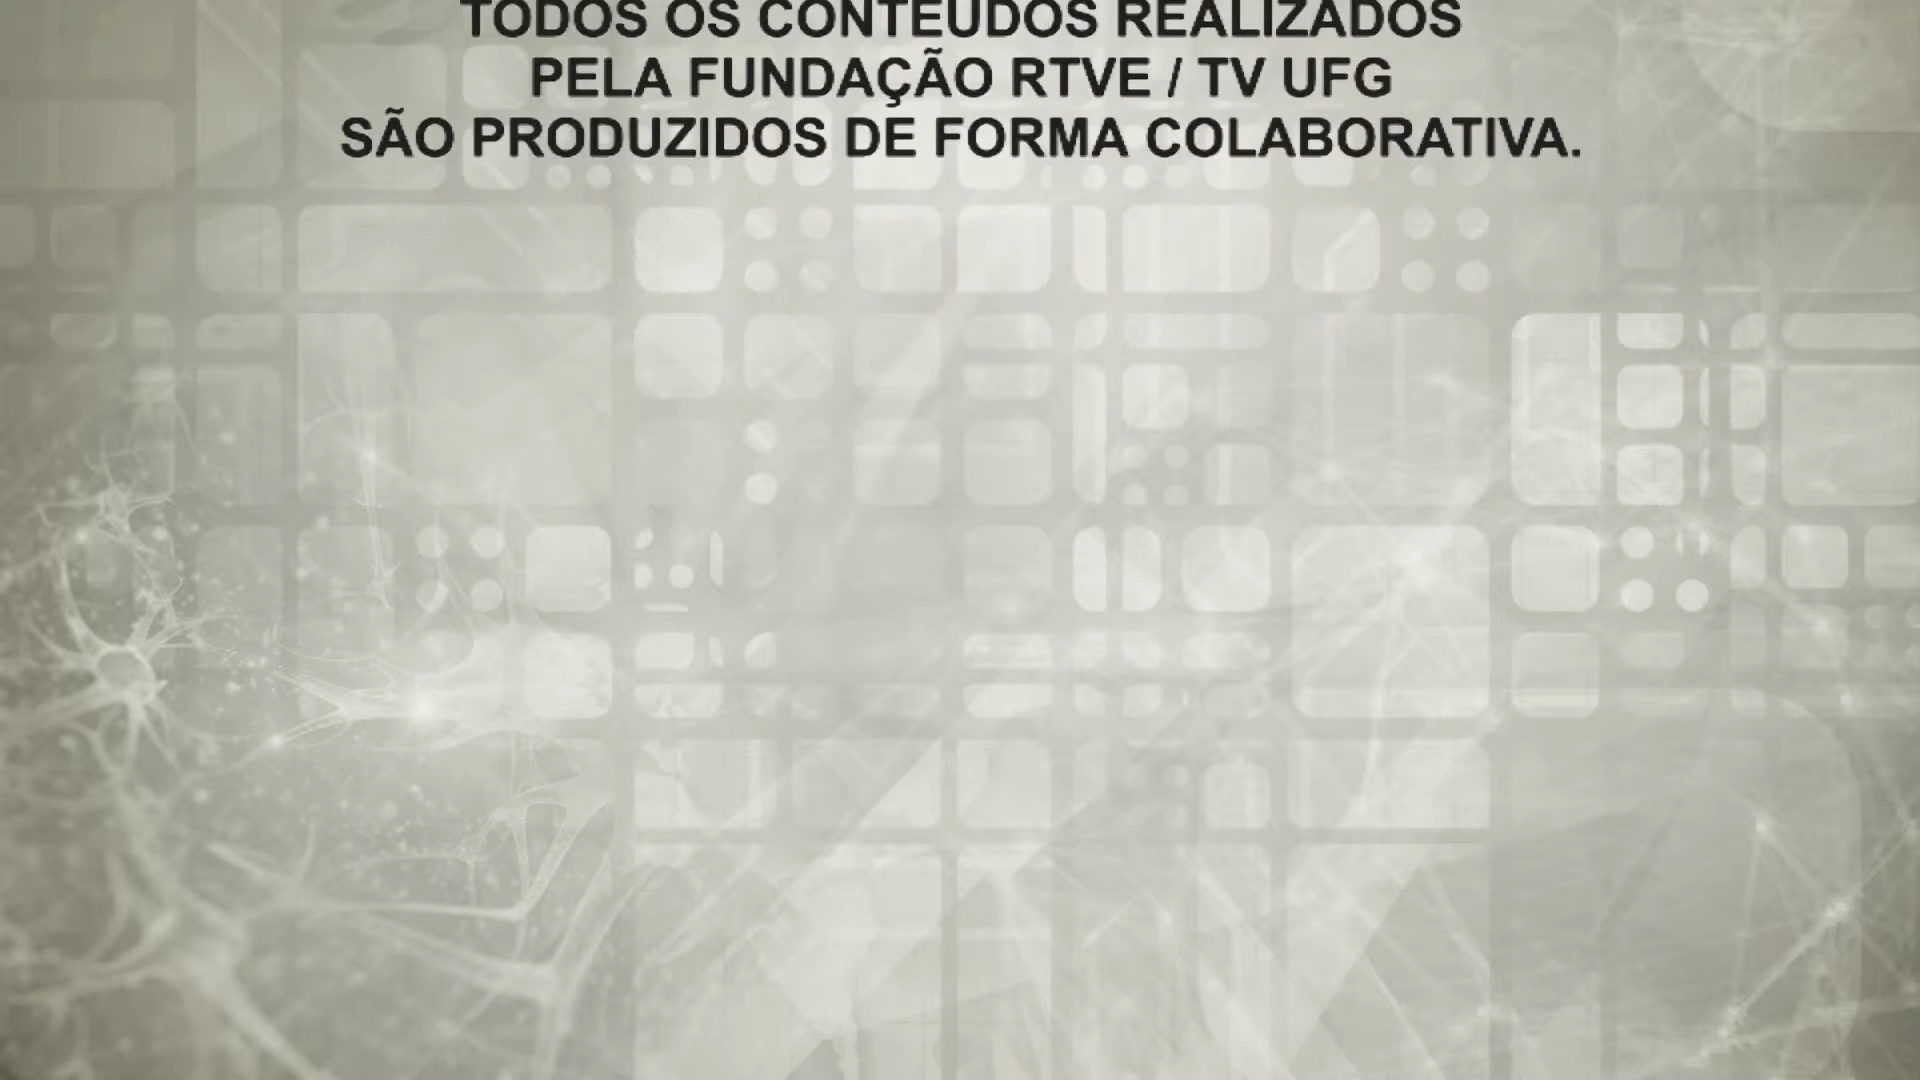 TODOS OS CONTEÚDOS REALIZADOS
PELA FUNDAÇÃO RTVE / TV UFG
SÃO PRODUZIDOS DE FORMA COLABORATIVA.